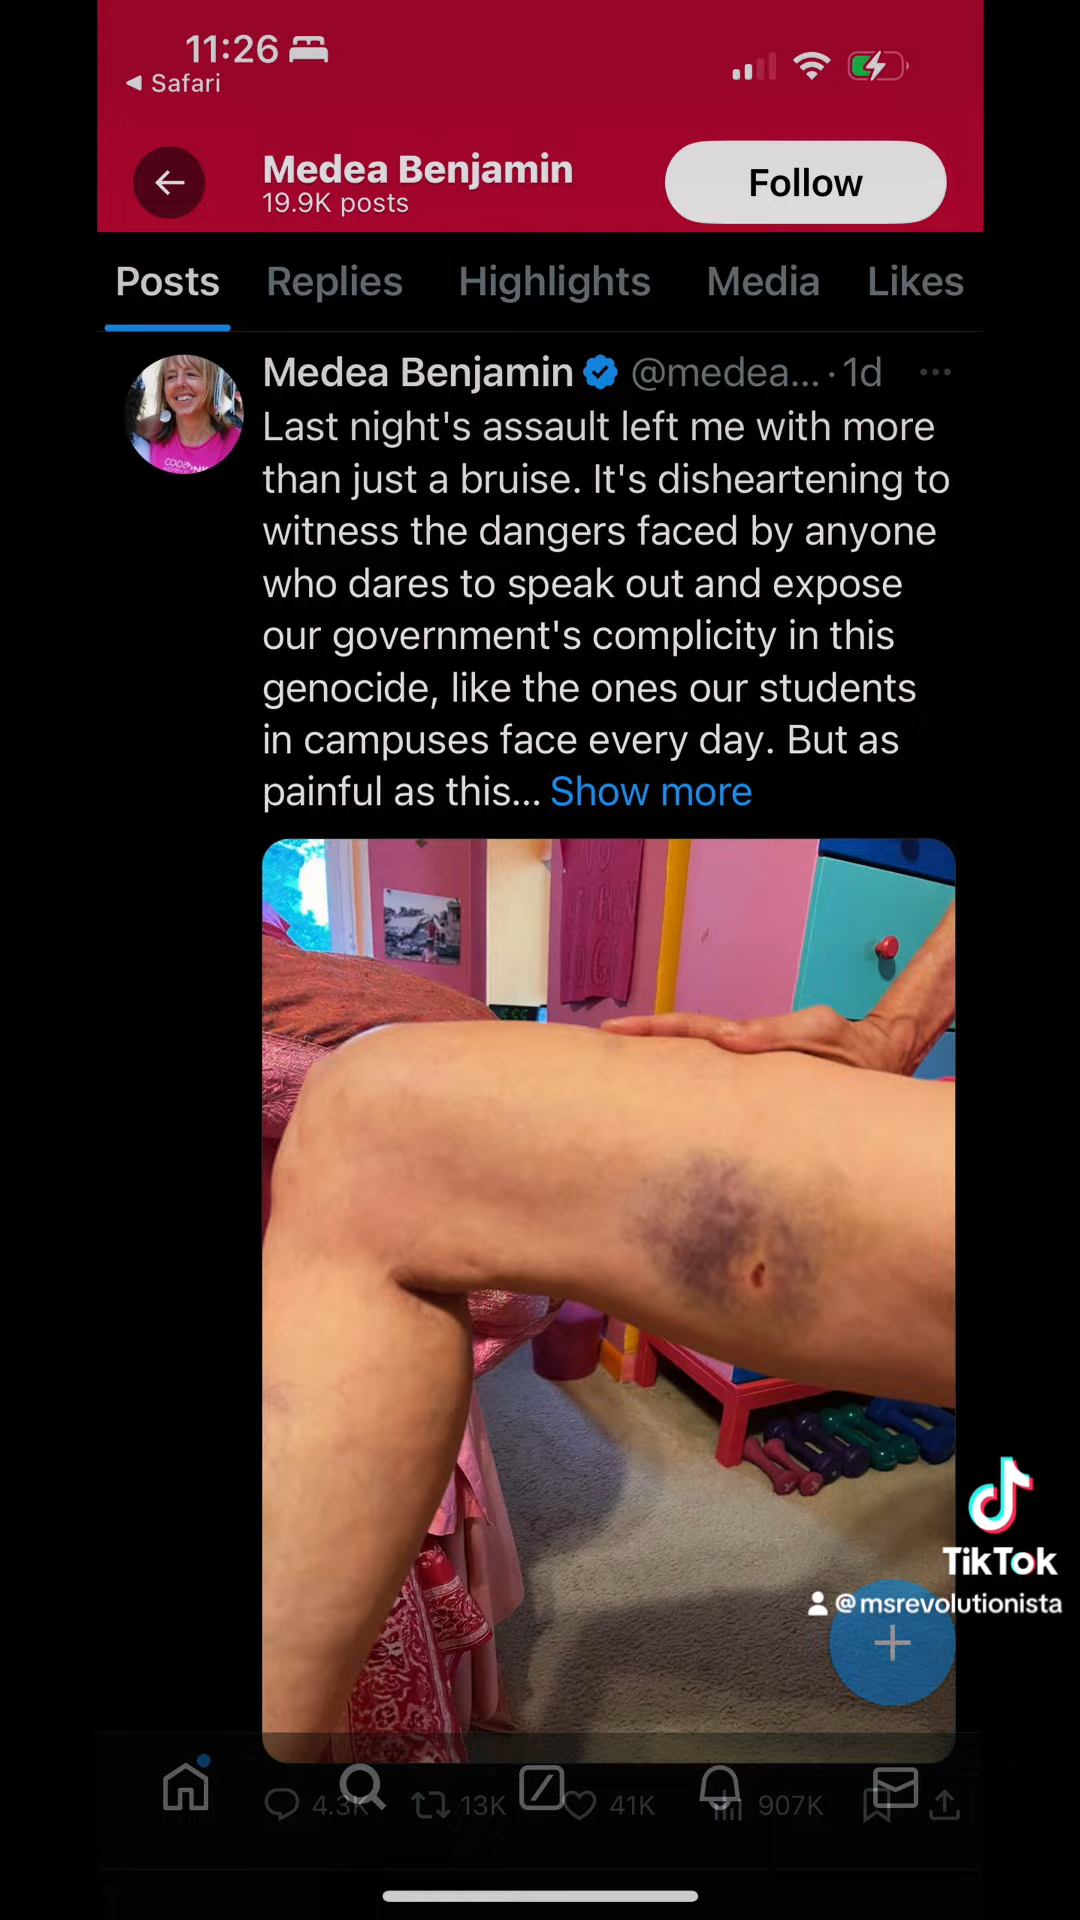 11:26
Safari
Medea Benjamin
19.9K posts
Follow
Posts Replies Highlights Media Likes
Medea Benjamin @medea... · 1d
Last night's assault left me with more
than just a bruise. It's disheartening to
witness the dangers faced by anyone
who dares to speak out and expose
our government's complicity in this
genocide, like the ones our students
in campuses face every day. But as
painful as this... Show more
TikTok
@msrevolutionista
4.3K 13K 41K 907K